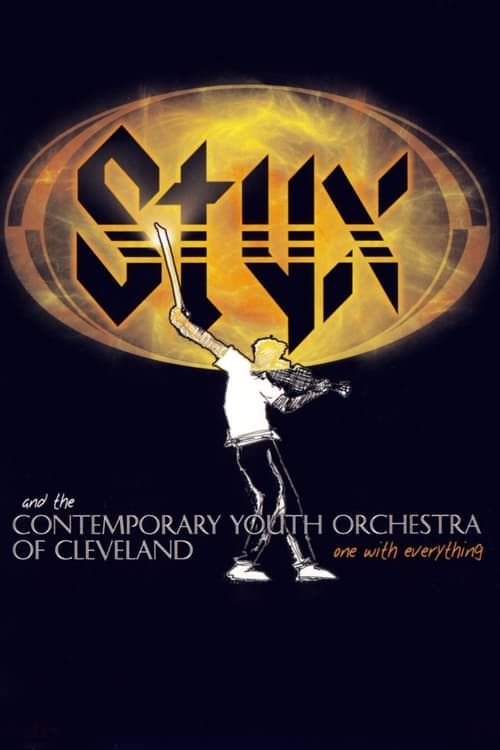 Styx
and the
CONTEMPORARY YOUTH ORCHESTRA
OF CLEVELAND one with everything